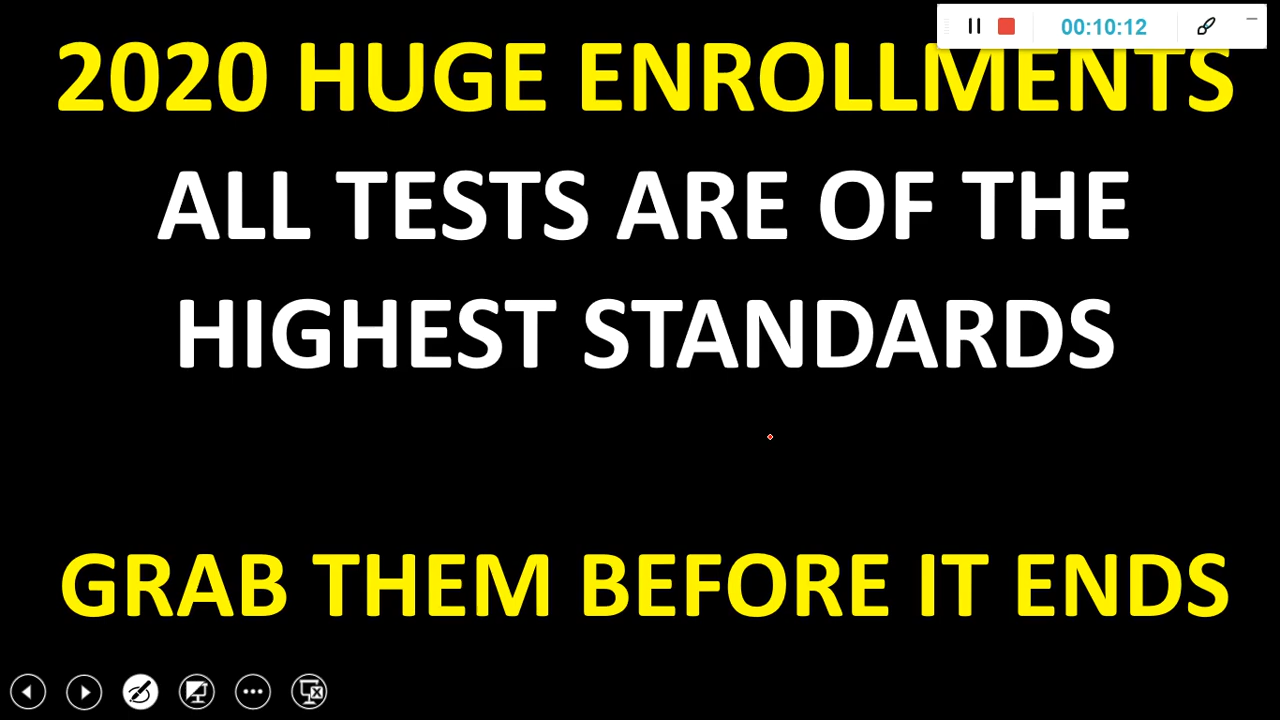 00:10:12
2020 HUGE ENROLLMENTS
ALL TESTS ARE OF THE
HIGHEST STANDARDS
GRAB THEM BEFORE IT ENDS